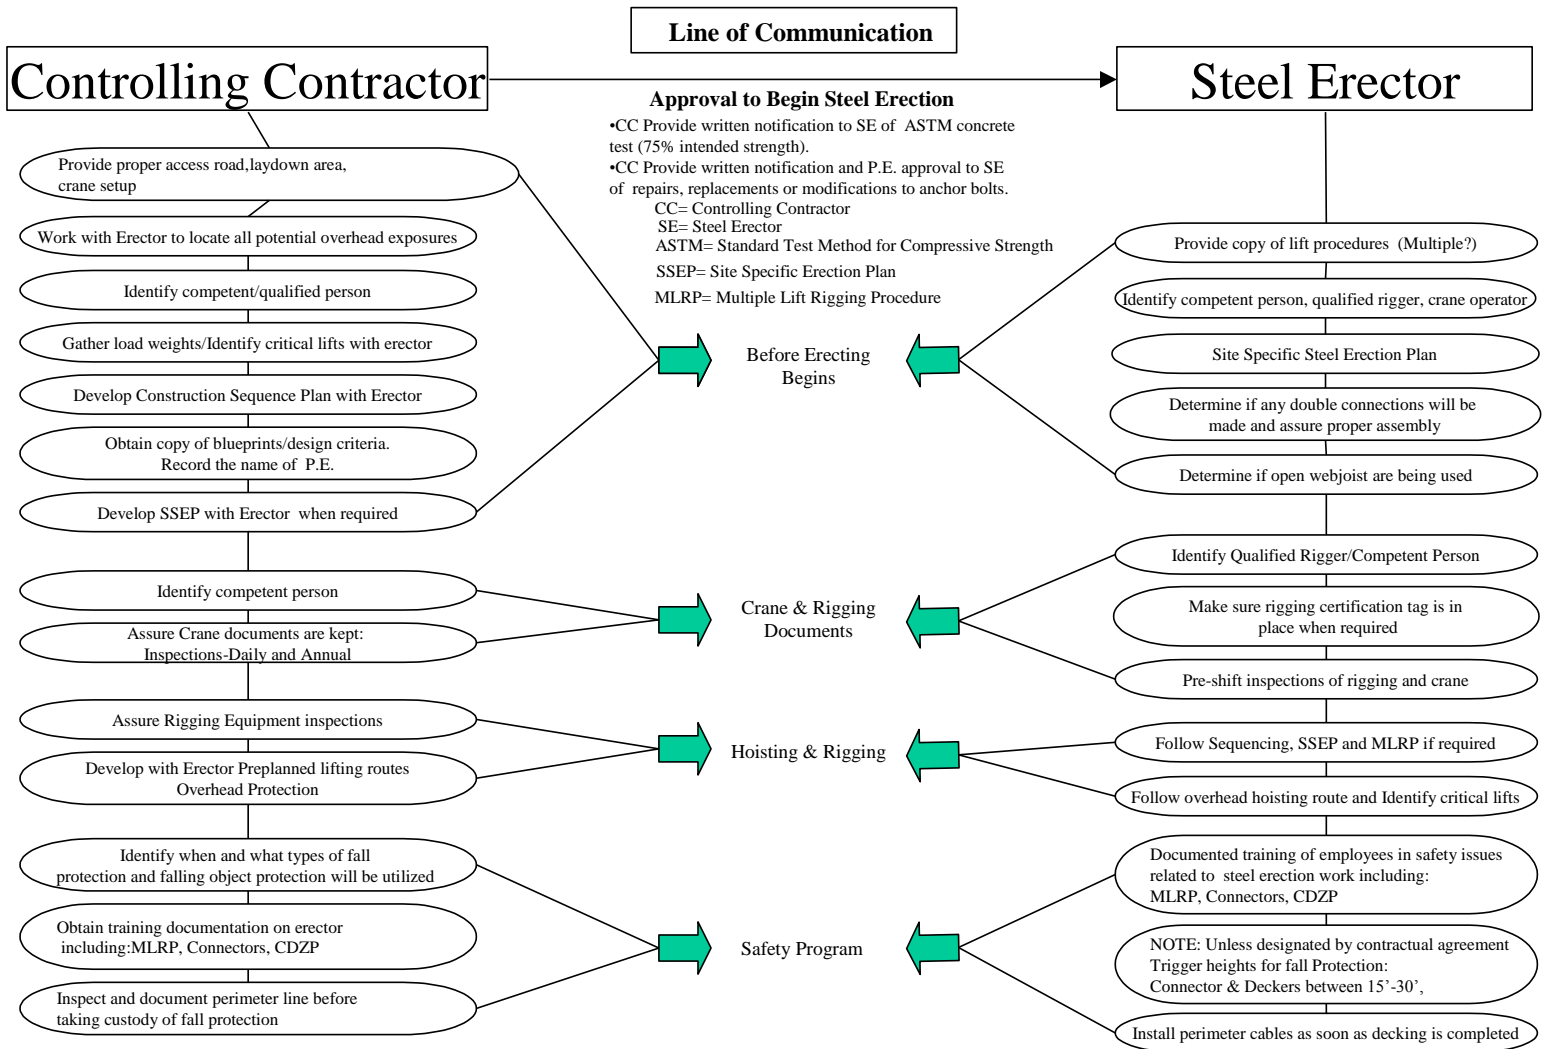 Line of Communication
Controlling Contractor
Steel Erector
Approval to Begin Steel Erection
•CC Provide written notification to SE of ASTM concrete
test (75% intended strength).
•CC Provide written notification and P.E. approval to SE
of repairs, replacements or modifications to anchor bolts.
CC= Controlling Contractor
SE= Steel Erector
ASTM= Standard Test Method for Compressive Strength
SSEP= Site Specific Erection Plan
MLRP= Multiple Lift Rigging Procedure
Provide proper access road,laydown area,
crane setup
Work with Erector to locate all potential overhead exposures
Identify competent/qualified person
Gather load weights/Identify critical lifts with erector
Develop Construction Sequence Plan with Erector
Obtain copy of blueprints/design criteria.
Record the name of P.E.
Develop SSEP with Erector when required
Before Erecting
Begins
Provide copy of lift procedures (Multiple?)
Identify competent person, qualified rigger, crane operator
Site Specific Steel Erection Plan
Determine if any double connections will be
made and assure proper assembly
Determine if open webjoist are being used
Identify competent person
Assure Crane documents are kept:
Inspections-Daily and Annual
Crane & Rigging
Documents
Identify Qualified Rigger/Competent Person
Make sure rigging certification tag is in
place when required
Pre-shift inspections of rigging and crane
Assure Rigging Equipment inspections
Develop with Erector Preplanned lifting routes
Overhead Protection
Hoisting & Rigging
Follow Sequencing, SSEP and MLRP if required
Follow overhead hoisting route and Identify critical lifts
Identify when and what types of fall
protection and falling object protection will be utilized
Obtain training documentation on erector
including:MLRP, Connectors, CDZP
Inspect and document perimeter line before
taking custody of fall protection
Safety Program
Documented training of employees in safety issues
related to steel erection work including:
MLRP, Connectors, CDZP
NOTE: Unless designated by contractual agreement
Trigger heights for fall Protection:
Connector & Deckers between 15’-30’,
Install perimeter cables as soon as decking is completed